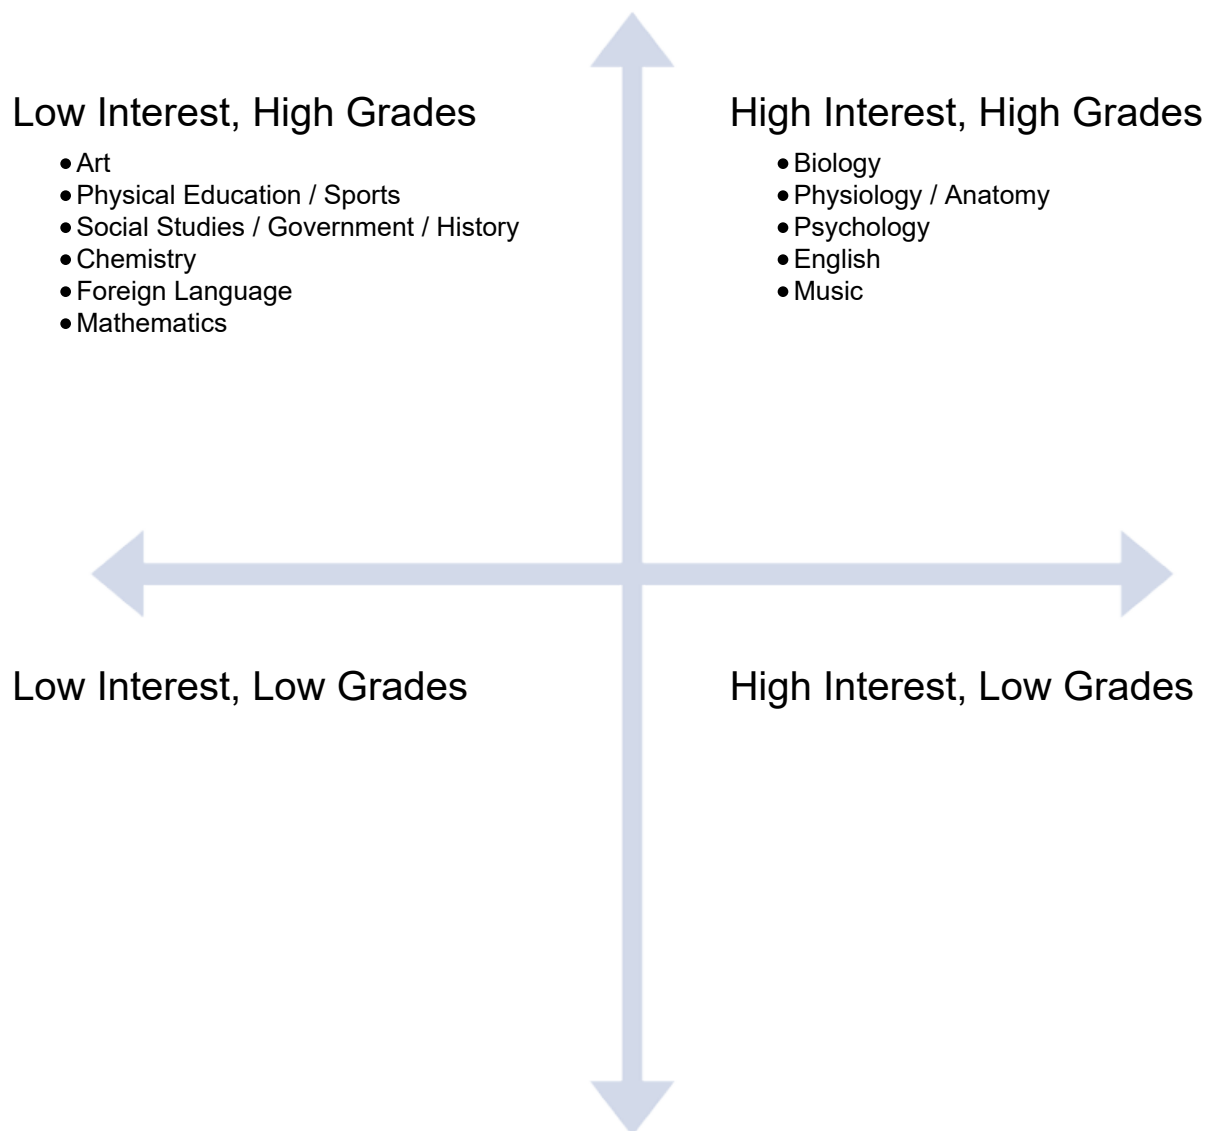 Low Interest, High Grades
• Art
• Physical Education / Sports
• Social Studies / Government / History
• Chemistry
• Foreign Language
• Mathematics
High Interest, High Grades
• Biology
• Physiology / Anatomy
• Psychology
• English
• Music
Low Interest, Low Grades
High Interest, Low Grades